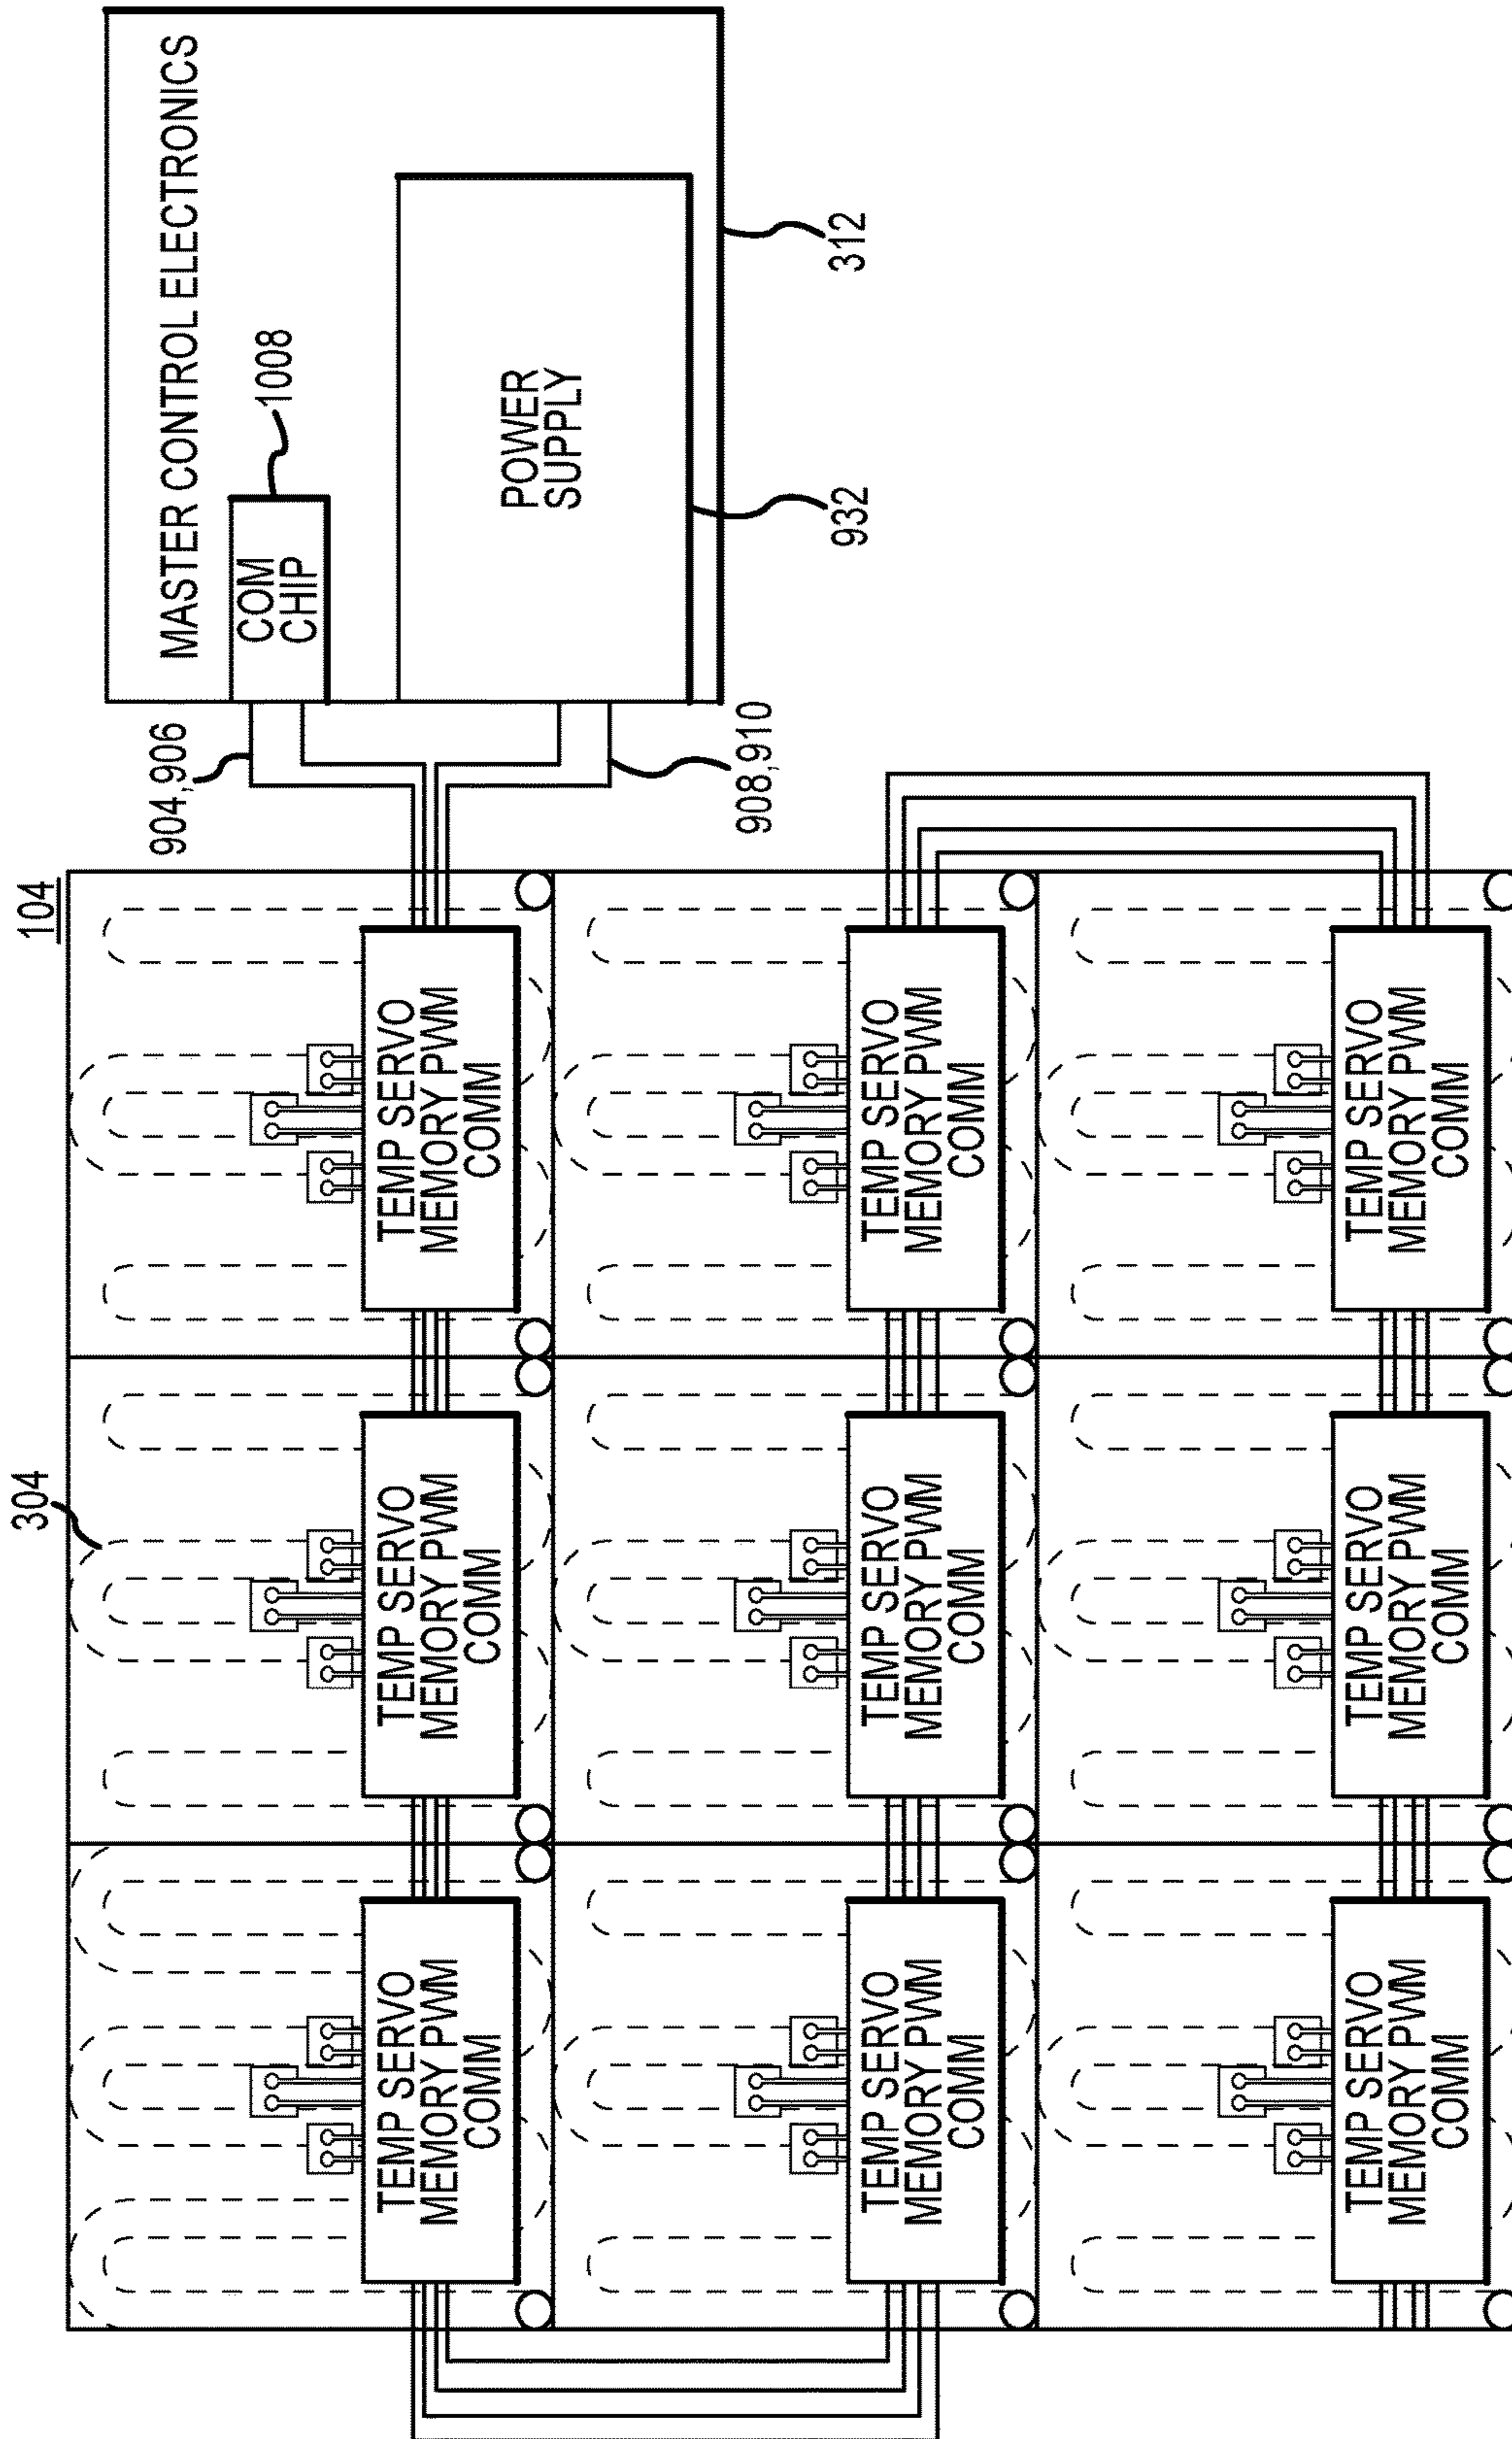 104
304
MASTER CONTROL ELECTRONICS
COM
CHIP
1008
POWER
SUPPLY
932
312
904,906
908,910
TEMP SERVO
MEMORY PWM
COMM
TEMP SERVO
MEMORY PWM
COMM
TEMP SERVO
MEMORY PWM
COMM
TEMP SERVO
MEMORY PWM
COMM
TEMP SERVO
MEMORY PWM
COMM
TEMP SERVO
MEMORY PWM
COMM
TEMP SERVO
MEMORY PWM
COMM
TEMP SERVO
MEMORY PWM
COMM
TEMP SERVO
MEMORY PWM
COMM